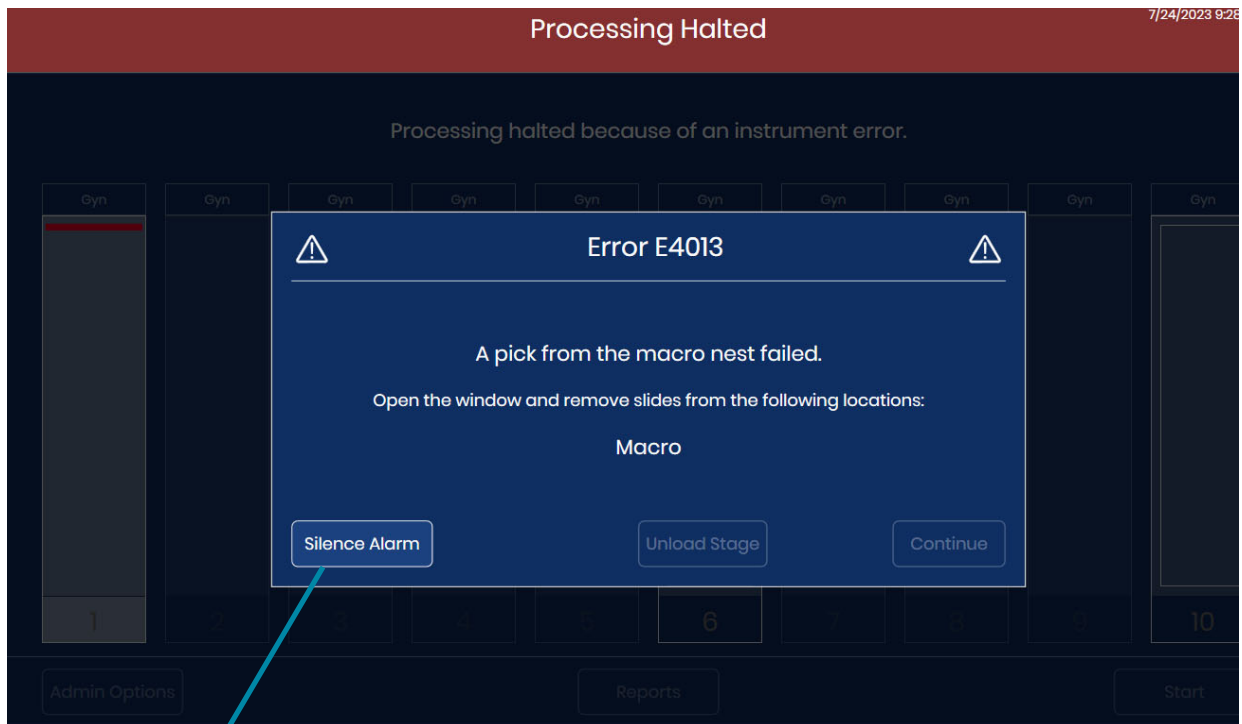 Processing Halted
7/24/2023 9:28
Processing halted because of an instrument error.
Gyn Gyn Gyn Gyn Gyn Gyn Gyn Gyn Gyn Gyn
Error E4013
A pick from the macro nest failed.
Open the window and remove slides from the following locations:
Macro
Silence Alarm Unload Stage Continue
1 2 3 4 5 6 7 8 9 10
Admin Options Reports Start